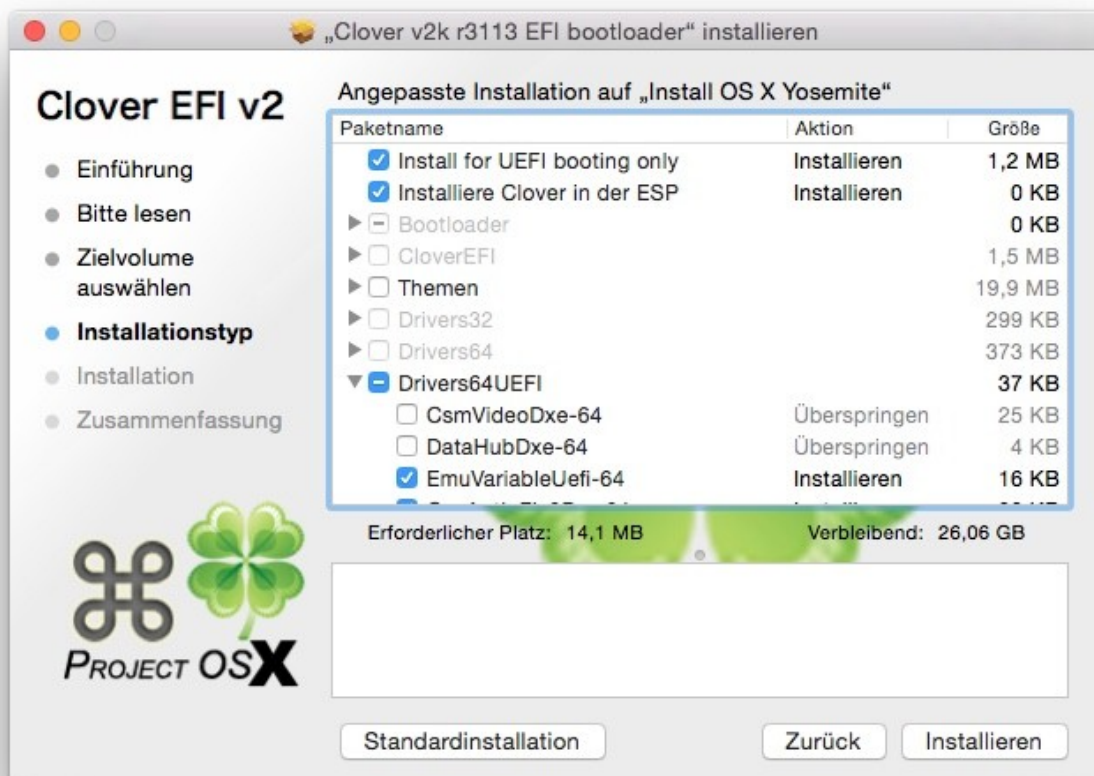 „Clover v2k r3113 EFI bootloader“ installieren
Clover EFI v2
Einführung
Bitte lesen
Zielvolume
auswählen
Installationstyp
Installation
Zusammenfassung
PROJECT OSX
Angepasste Installation auf „Install OS X Yosemite“
Paketname Aktion Größe
Install for UEFI booting only Installieren 1,2 MB
Installiere Clover in der ESP Installieren 0 KB
Bootloader 0 KB
CloverEFI 1,5 MB
Themen 19,9 MB
Drivers32 299 KB
Drivers64 373 KB
Drivers64UEFI 37 KB
CsmVideoDxe-64 Überspringen 25 KB
DataHubDxe-64 Überspringen 4 KB
EmuVariableUefi-64 Installieren 16 KB
Erforderlicher Platz: 14,1 MB Verbleibend: 26,06 GB
Standardinstallation Zurück Installieren